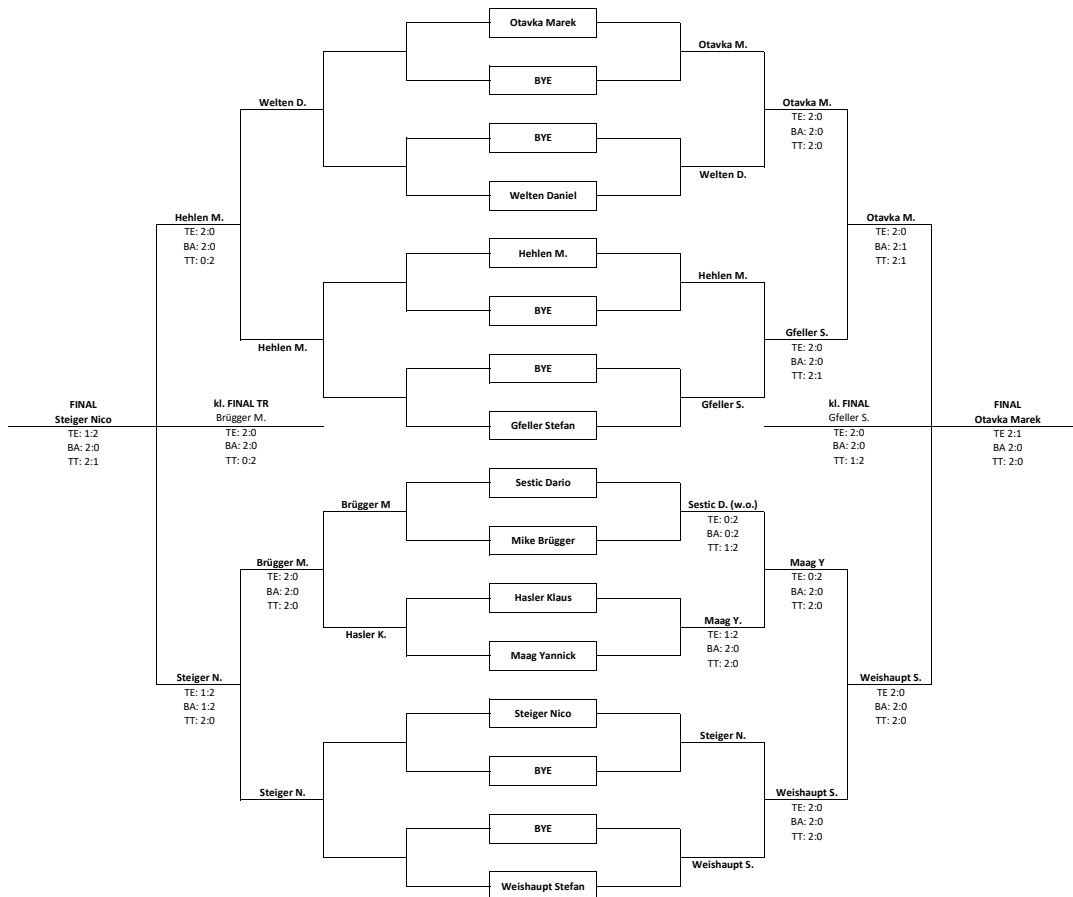 Otavka Marek
Otavka M.
BYE
Welten D.
Otavka M.
TE: 2:0
BA: 2:0
TT: 2:0
BYE
Welten D.
Welten Daniel
Hehlen M.
TE: 2:0
BA: 2:0
TT: 0:2
Otavka M.
TE: 2:0
BA: 2:1
TT: 2:1
Hehlen M.
Hehlen M.
BYE
Hehlen M.
Gfeller S.
TE: 2:0
BA: 2:0
TT: 2:1
BYE
Gfeller S.
Gfeller Stefan
FINAL
Steiger Nico
TE: 1:2
BA: 2:0
TT: 2:1
kl. FINAL TR
Brügger M.
TE: 2:0
BA: 2:0
TT: 0:2
kl. FINAL
Gfeller S.
TE: 2:0
BA: 2:0
TT: 1:2
FINAL
Otavka Marek
TE 2:1
BA 2:0
TT: 2:0
Sestic Dario
Brügger M
Sestic D. (w.o.)
TE: 0:2
BA: 0:2
TT: 1:2
Mike Brügger
Brügger M.
TE: 2:0
BA: 2:0
TT: 2:0
Maag Y
TE: 0:2
BA: 2:0
TT: 2:0
Hasler Klaus
Hasler K.
Maag Y.
TE: 1:2
BA: 2:0
TT: 2:0
Maag Yannick
Steiger N.
TE: 1:2
BA: 1:2
TT: 2:0
Weishaupt S.
TE 2:0
BA: 2:0
TT: 2:0
Steiger Nico
Steiger N.
BYE
Steiger N.
Weishaupt S.
TE: 2:0
BA: 2:0
TT: 2:0
BYE
Weishaupt S.
Weishaupt Stefan